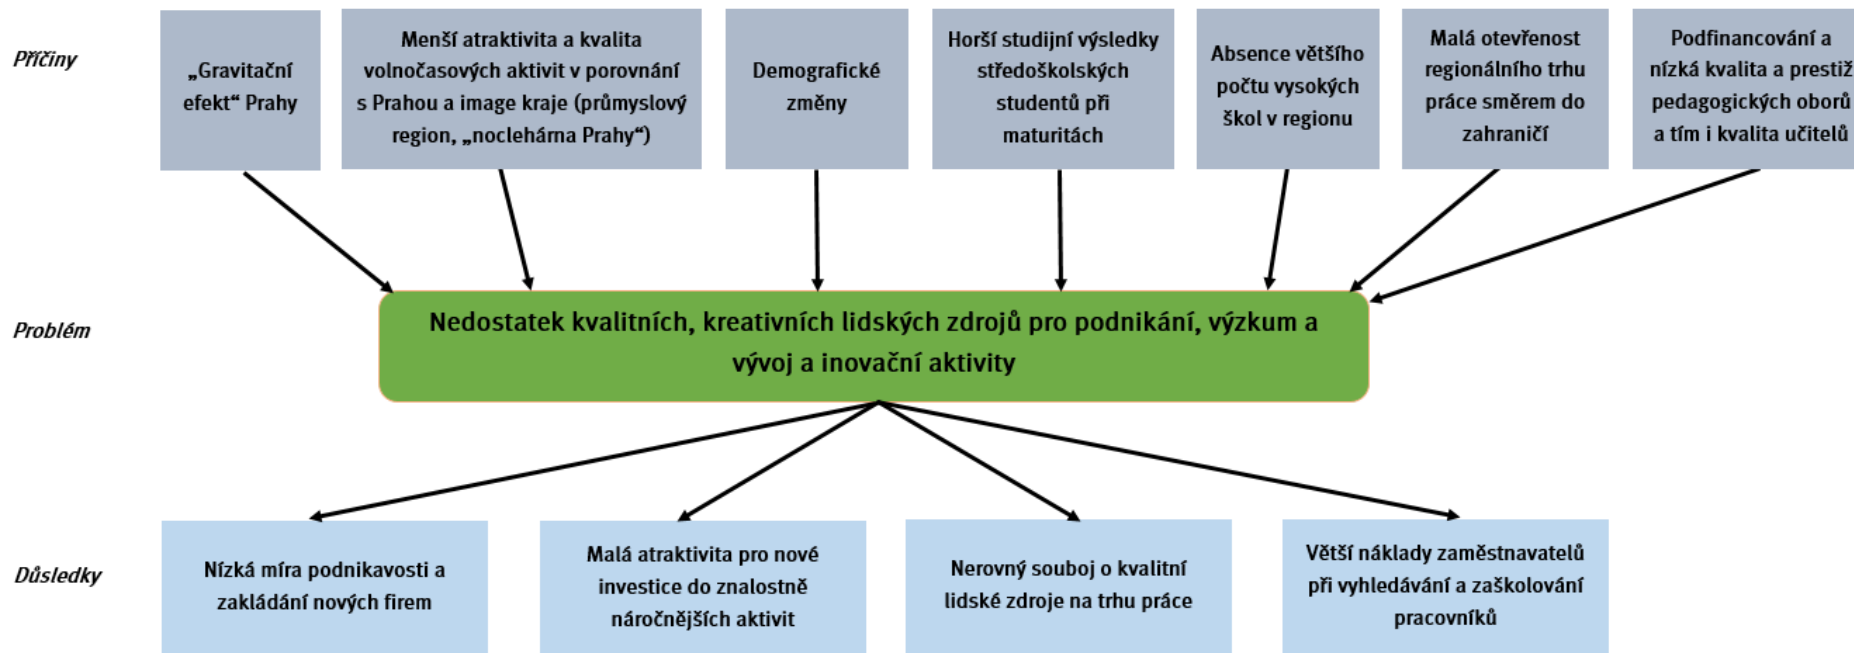 Příčiny
„Gravitační
efekt“ Prahy
Menší atraktivita a kvalita
volnočasových aktivit v porovnání
s Prahou a image kraje (průmyslový
region, „noclehárna Prahy“)
Demografické
změny
Horší studijní výsledky
středoškolských
studentů při
maturitách
Absence většího
počtu vysokých
škol v regionu
Malá otevřenost
regionálního trhu
práce směrem do
zahraničí
Podfinancování a
nízká kvalita a prestiž
pedagogických oborů
a tím i kvalita učitelů
Problém
Nedostatek kvalitních, kreativních lidských zdrojů pro podnikání, výzkum a
vývoj a inovační aktivity
Důsledky
Nízká míra podnikavosti a
zakládání nových firem
Malá atraktivita pro nové
investice do znalostně
náročnějších aktivit
Nerovný souboj o kvalitní
lidské zdroje na trhu práce
Větší náklady zaměstnavatelů
při vyhledávání a zaškolování
pracovníků